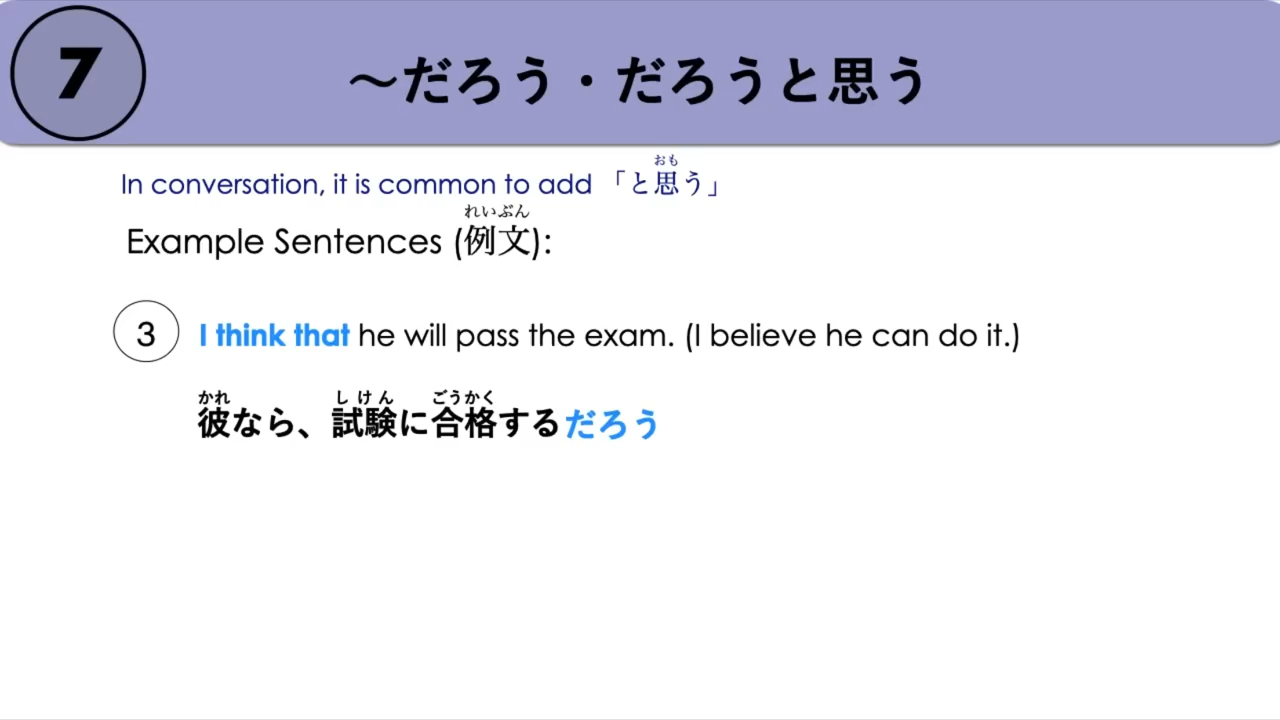 7
～だろう・だろうと思う
おも
In conversation, it is common to add 「と思う」
れいぶん
Example Sentences (例文):
3 I think that he will pass the exam. (I believe he can do it.)
かれ しけん ごうかく
彼なら、試験に合格するだろう